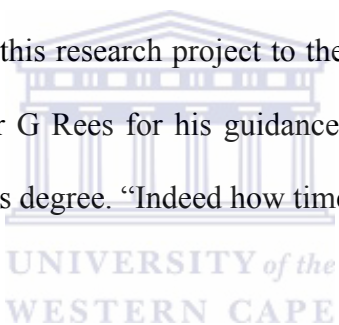 this research project to the
r G Rees for his guidance
s degree. “Indeed how time
UNIVERSITY of the
WESTERN CAPE